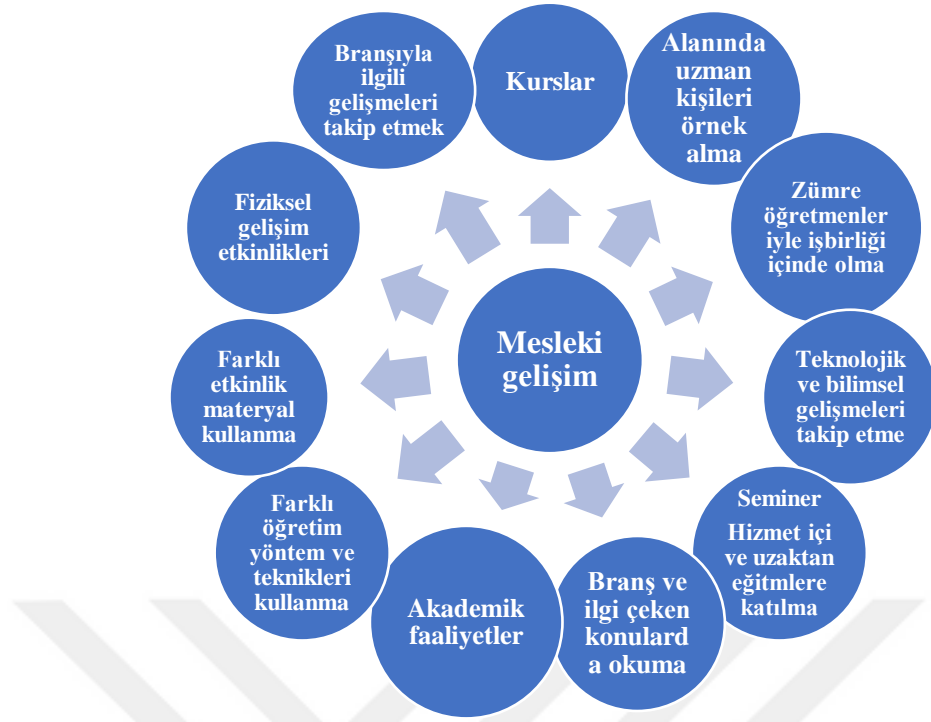 Mesleki
gelişim
Kurslar
Alanında
uzman
kişileri
örnek
alma
Zümre
öğretmenler
iyle işbirliği
içinde olma
Teknolojik
ve bilimsel
gelişmeleri
takip etme
Seminer
Hizmet içi
ve uzaktan
eğitmlere
katılma
Branş ve
ilgi çeken
konulard
a okuma
Akademik
faaliyetler
Farklı
öğretim
yöntem ve
teknikleri
kullanma
Farklı
etkinlik
materyal
kullanma
Fiziksel
gelişim
etkinlikleri
Branşıyla
ilgili
gelişmeleri
takip etmek